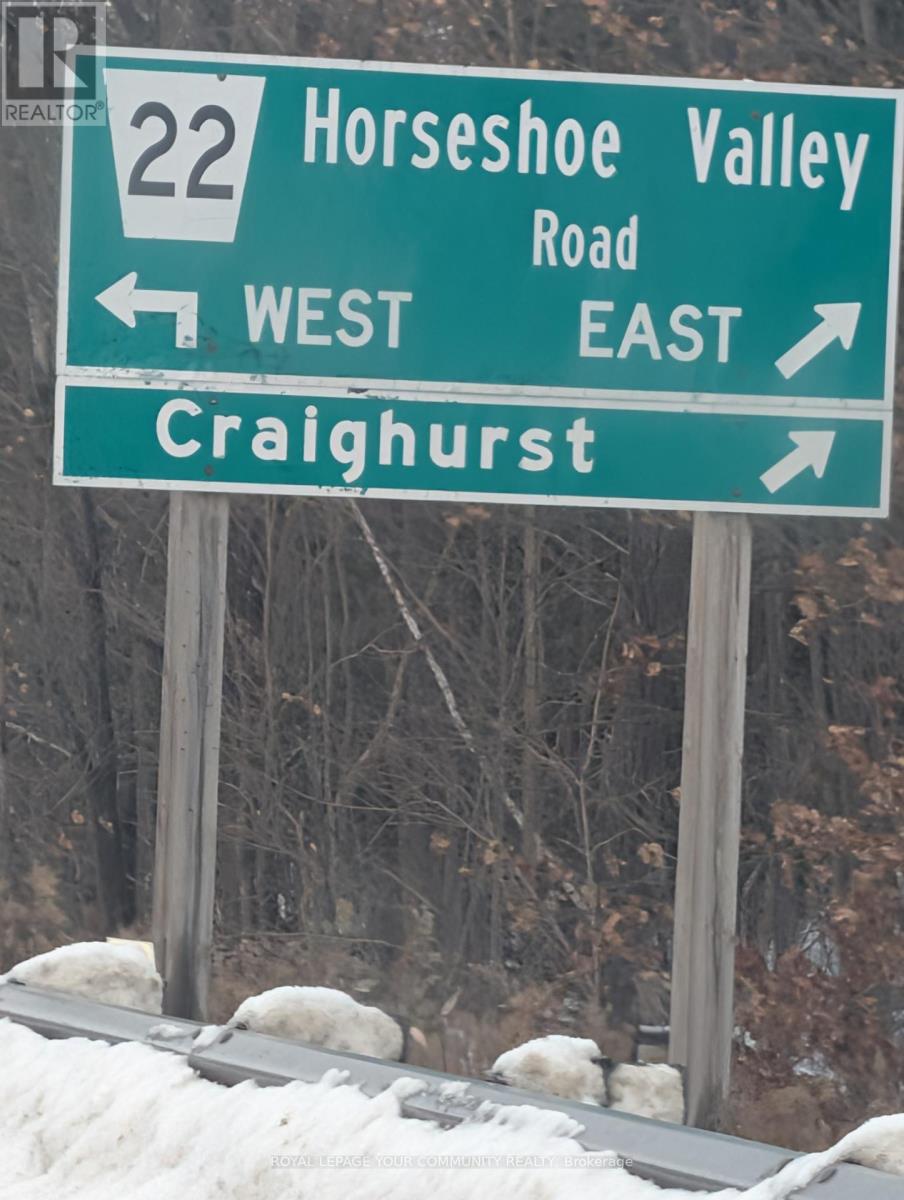 R
REALTOR®
22
Horseshoe Valley
Road
WEST EAST
Craighurst
ROYAL LEPAGE YOUR COMMUNITY REALTY, Brokerage